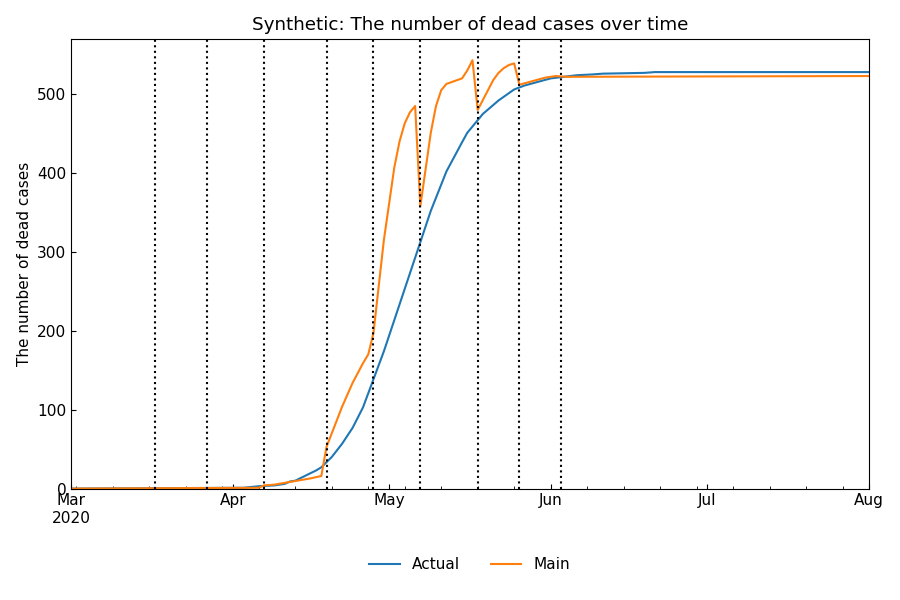 Synthetic: The number of dead cases over time
The number of dead cases
500
400
300
200
100
0
Mar
2020
Apr
May
Jun
Jul
Aug
Actual
Main